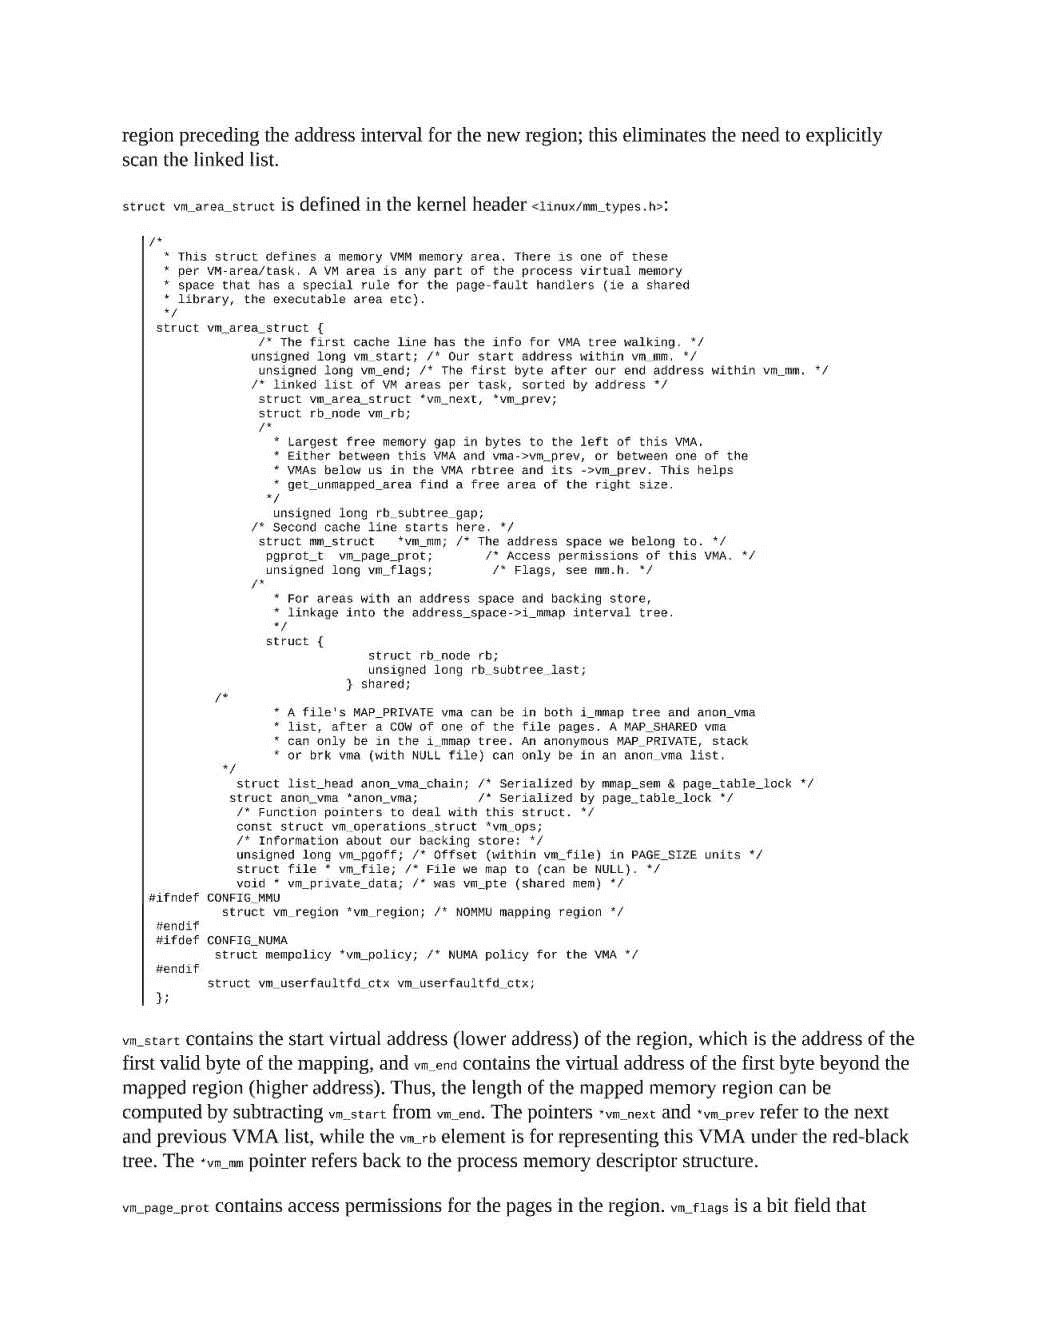 region preceding the address interval for the new region; this eliminates the need to explicitly
scan the linked list.
struct vm_area_struct is defined in the kernel header <linux/mm_types.h>:
/*
* This struct defines a memory VMM memory area. There is one of these
* per VM-area/task. A VM area is any part of the process virtual memory
* space that has a special rule for the page-fault handlers (ie a shared
* library, the executable area etc).
*/
struct vm_area_struct {
/* The first cache line has the info for VMA tree walking. */
unsigned long vm_start; /* Our start address within vm_mm. */
unsigned long vm_end; /* The first byte after our end address within vm_mm. */
/* linked list of VM areas per task, sorted by address */
struct vm_area_struct *vm_next, *vm_prev;
struct rb_node vm_rb;
/*
* Largest free memory gap in bytes to the left of this VMA.
* Either between this VMA and vma->vm_prev, or between one of the
* VMAs below us in the VMA rbtree and its ->vm_prev. This helps
* get_unmapped_area find a free area of the right size.
*/
unsigned long rb_subtree_gap;
/* Second cache line starts here. */
struct mm_struct *vm_mm; /* The address space we belong to. */
pgprot_t vm_page_prot; /* Access permissions of this VMA. */
unsigned long vm_flags; /* Flags, see mm.h. */
/*
* For areas with an address space and backing store,
* linkage into the address_space->i_mmap interval tree.
*/
struct {
struct rb_node rb;
unsigned long rb_subtree_last;
} shared;
/*
* A file's MAP_PRIVATE vma can be in both i_mmap tree and anon_vma
* list, after a COW of one of the file pages. A MAP_SHARED vma
* can only be in the i_mmap tree. An anonymous MAP_PRIVATE, stack
* or brk vma (with NULL file) can only be in an anon_vma list.
*/
struct list_head anon_vma_chain; /* Serialized by mmap_sem & page_table_lock */
struct anon_vma *anon_vma; /* Serialized by page_table_lock */
/* Function pointers to deal with this struct. */
const struct vm_operations_struct *vm_ops;
/* Information about our backing store: */
unsigned long vm_pgoff; /* Offset (within vm_file) in PAGE_SIZE units */
struct file * vm_file; /* File we map to (can be NULL). */
void * vm_private_data; /* was vm_pte (shared mem) */
#ifndef CONFIG_MMU
struct vm_region *vm_region; /* NOMMU mapping region */
#endif
#ifdef CONFIG_NUMA
struct mempolicy *vm_policy; /* NUMA policy for the VMA */
#endif
struct vm_userfaultfd_ctx vm_userfaultfd_ctx;
};
vm_start contains the start virtual address (lower address) of the region, which is the address of the
first valid byte of the mapping, and vm_end contains the virtual address of the first byte beyond the
mapped region (higher address). Thus, the length of the mapped memory region can be
computed by subtracting vm_start from vm_end. The pointers *vm_next and *vm_prev refer to the next
and previous VMA list, while the vm_rb element is for representing this VMA under the red-black
tree. The *vm_mm pointer refers back to the process memory descriptor structure.
vm_page_prot contains access permissions for the pages in the region. vm_flags is a bit field that